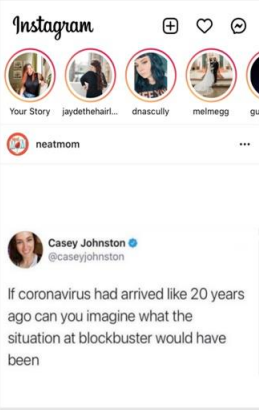 Instagram
Your Story jaydethehairl... dnascully melmegg gu
neatmom
Casey Johnston
@caseyjohnston
If coronavirus had arrived like 20 years
ago can you imagine what the
situation at blockbuster would have
been